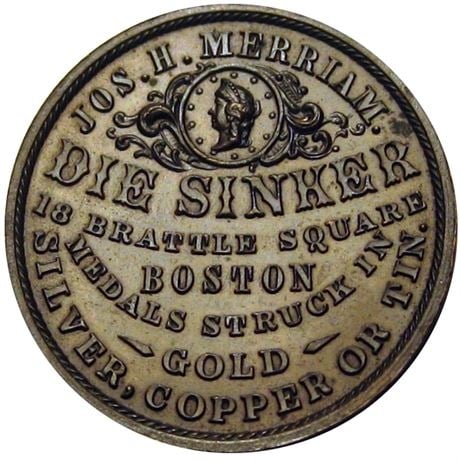 JOS. H. MERRIAM.
DIE SINKER
18 BRATTLE SQUARE
BOSTON
MEDALS STRUCK IN
GOLD
SILVER, COPPER OR TIN.